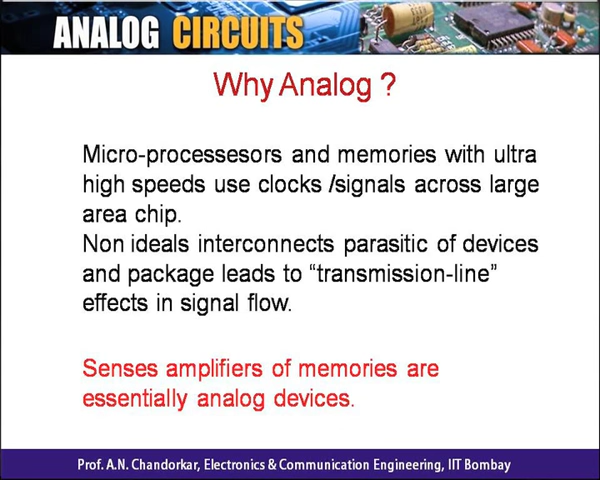 ANALOG CIRCUITS
Why Analog ?
Micro-processesors and memories with ultra
high speeds use clocks /signals across large
area chip.
Non ideals interconnects parasitic of devices
and package leads to “transmission-line”
effects in signal flow.
Senses amplifiers of memories are
essentially analog devices.
Prof. A.N. Chandorkar, Electronics & Communication Engineering, IIT Bombay